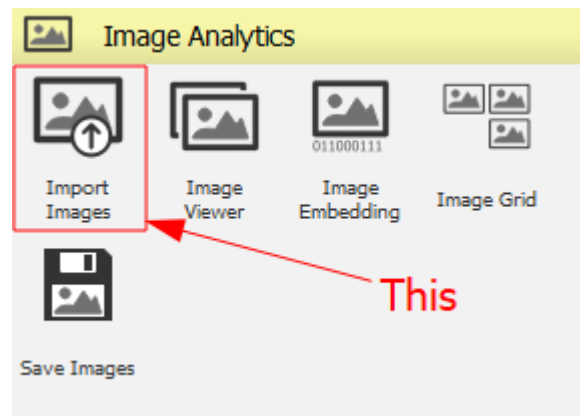 Image Analytics
Import Images
Image Viewer
011000111
Image Embedding
Image Grid
This
Save Images